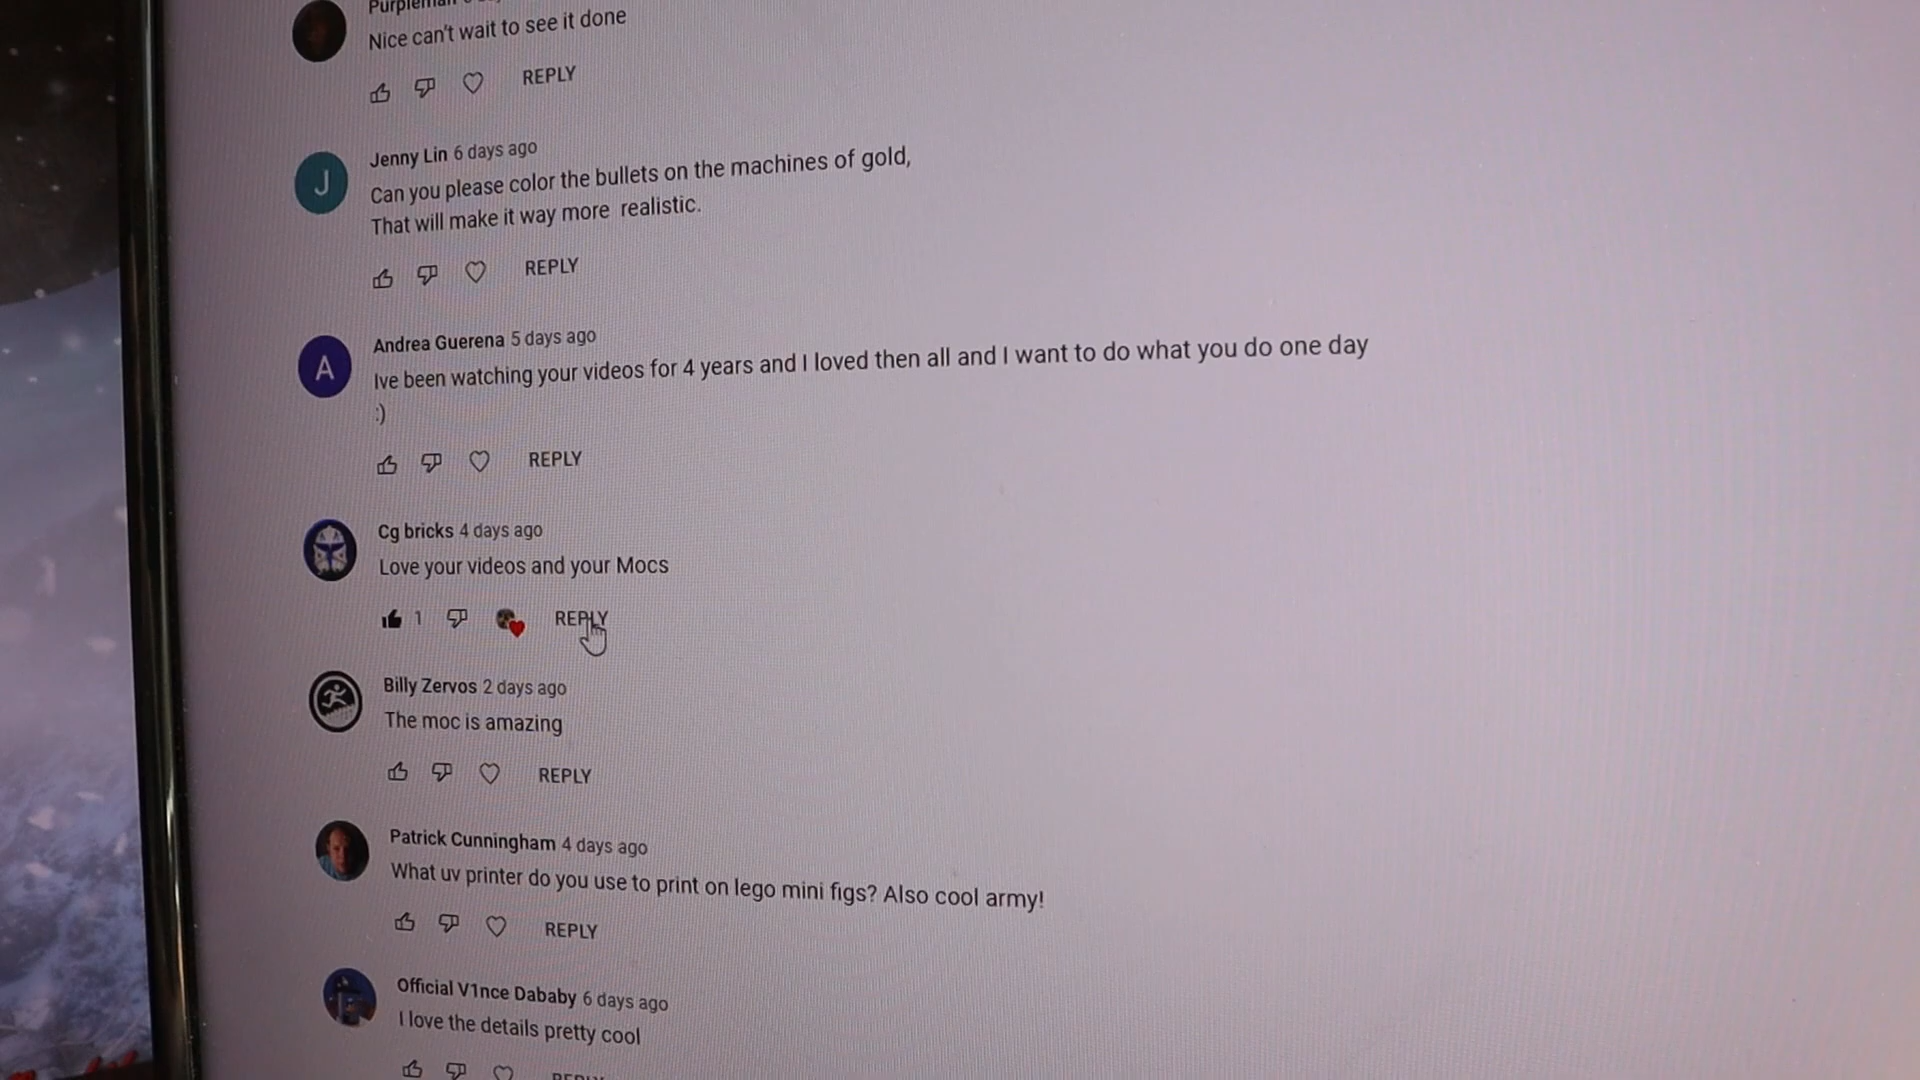 Nice can't wait to see it done
REPLY
J
Jenny Lin 6 days ago
Can you please color the bullets on the machines of gold,
That will make it way more realistic.
REPLY
A
Andrea Guerena 5 days ago
Ive been watching your videos for 4 years and I loved then all and I want to do what you do one day
:)
REPLY
Cg bricks 4 days ago
Love your videos and your Mocs
1 REPLY
Billy Zervos 2 days ago
The moc is amazing
REPLY
Patrick Cunningham 4 days ago
What uv printer do you use to print on lego mini figs? Also cool army!
REPLY
Official V1nce Dababy 6 days ago
I love the details pretty cool
REPLY